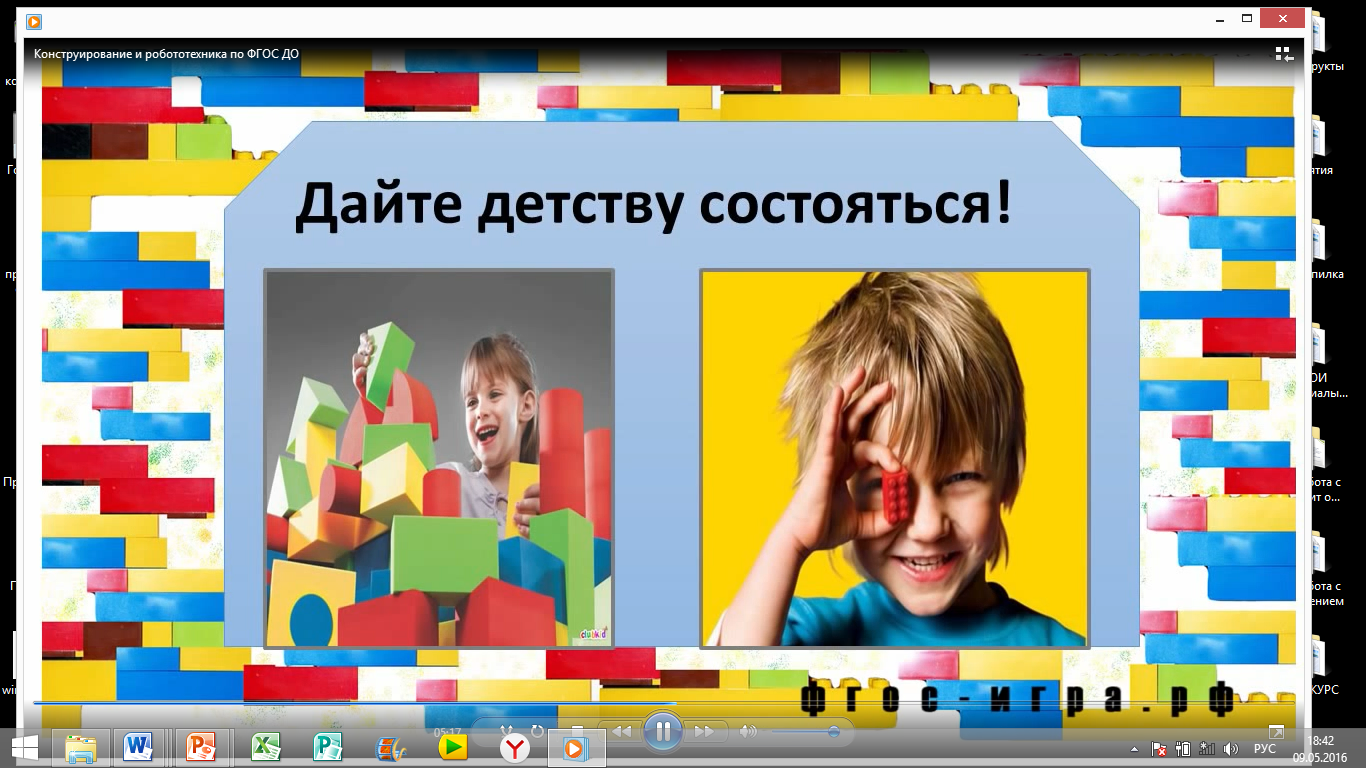 Конструирование и робототехника по ФГОС ДО
Дайте детству состояться!
clubkid
фгос-игра.рф
05:17
РУС
18:42
09.05.2016
КУРС